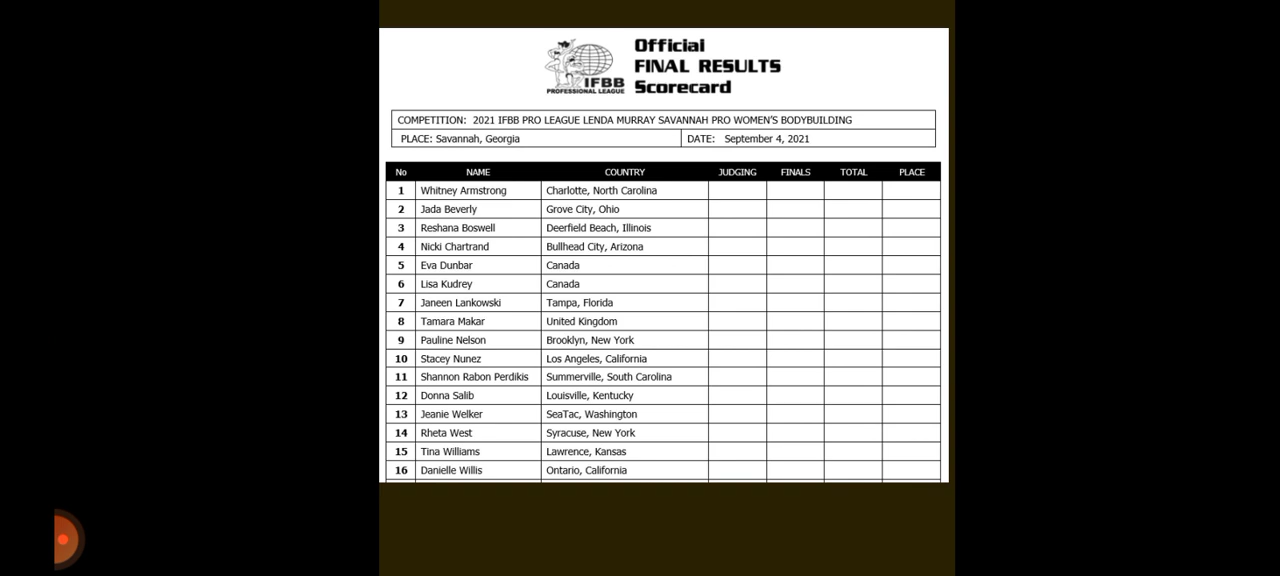 Official
FINAL RESULTS
Scorecard
IFBB
PROFESSIONAL LEAGUE
COMPETITION: 2021 IFBB PRO LEAGUE LENDA MURRAY SAVANNAH PRO WOMEN'S BODYBUILDING
PLACE: Savannah, Georgia DATE: September 4, 2021
No NAME COUNTRY JUDGING FINALS TOTAL PLACE
1 Whitney Armstrong Charlotte, North Carolina
2 Jada Beverly Grove City, Ohio
3 Reshana Boswell Deerfield Beach, Illinois
4 Nicki Chartrand Bullhead City, Arizona
5 Eva Dunbar Canada
6 Lisa Kudrey Canada
7 Janeen Lankowski Tampa, Florida
8 Tamara Makar United Kingdom
9 Pauline Nelson Brooklyn, New York
10 Stacey Nunez Los Angeles, California
11 Shannon Rabon Perdikis Summerville, South Carolina
12 Donna Salib Louisville, Kentucky
13 Jeanie Welker SeaTac, Washington
14 Rheta West Syracuse, New York
15 Tina Williams Lawrence, Kansas
16 Danielle Willis Ontario, California